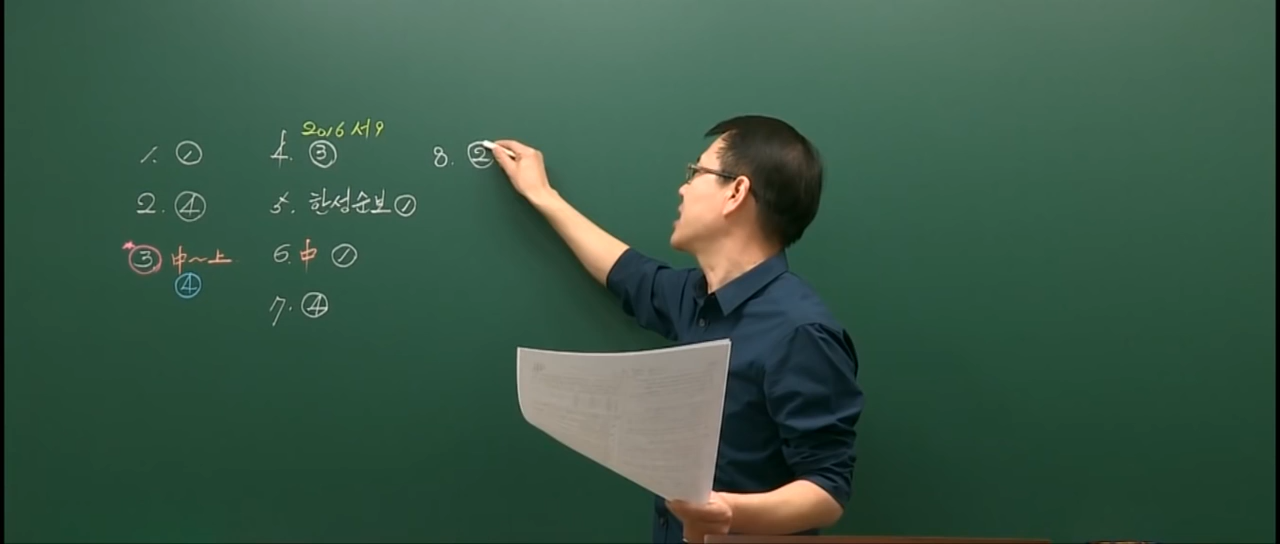 1. ①
2. ④
*③ 中~上
④
2016 서9
4. ③
5. 한성순보 ①
6. 中 ①
7. ④
8. ②